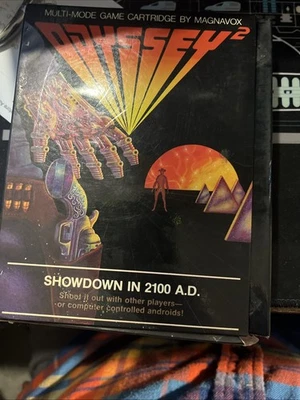 MULTI-MODE GAME CARTRIDGE BY MAGNAVOX
ODYSSEY²
SHOWDOWN IN 2100 A.D.
Shoot it out with other players—
or computer controlled androids!